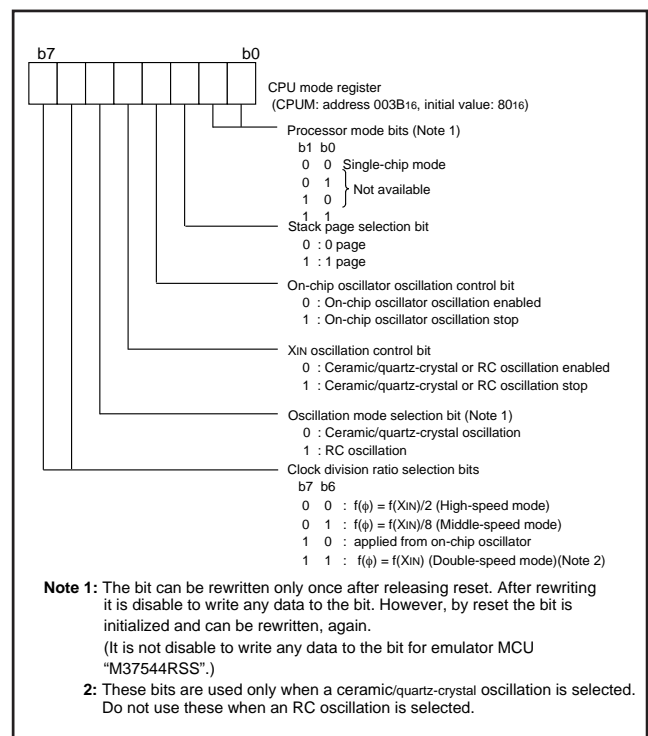 b7 b0
CPU mode register
(CPUM: address 003B16, initial value: 8016)
Processor mode bits (Note 1)
b1 b0
0 0 Single-chip mode
0 1
Not available
1 0
1 1
Stack page selection bit
0 : 0 page
1 : 1 page
On-chip oscillator oscillation control bit
0 : On-chip oscillator oscillation enabled
1 : On-chip oscillator oscillation stop
XIN oscillation control bit
0 : Ceramic/quartz-crystal or RC oscillation enabled
1 : Ceramic/quartz-crystal or RC oscillation stop
Oscillation mode selection bit (Note 1)
0 : Ceramic/quartz-crystal oscillation
1 : RC oscillation
Clock division ratio selection bits
b7 b6
0 0 : f(φ) = f(XIN)/2 (High-speed mode)
0 1 : f(φ) = f(XIN)/8 (Middle-speed mode)
1 0 : applied from on-chip oscillator
1 1 : f(φ) = f(XIN) (Double-speed mode)(Note 2)
Note 1: The bit can be rewritten only once after releasing reset. After rewriting
it is disable to write any data to the bit. However, by reset the bit is
initialized and can be rewritten, again.
(It is not disable to write any data to the bit for emulator MCU
“M37544RSS”.)
2: These bits are used only when a ceramic/quartz-crystal oscillation is selected.
Do not use these when an RC oscillation is selected.